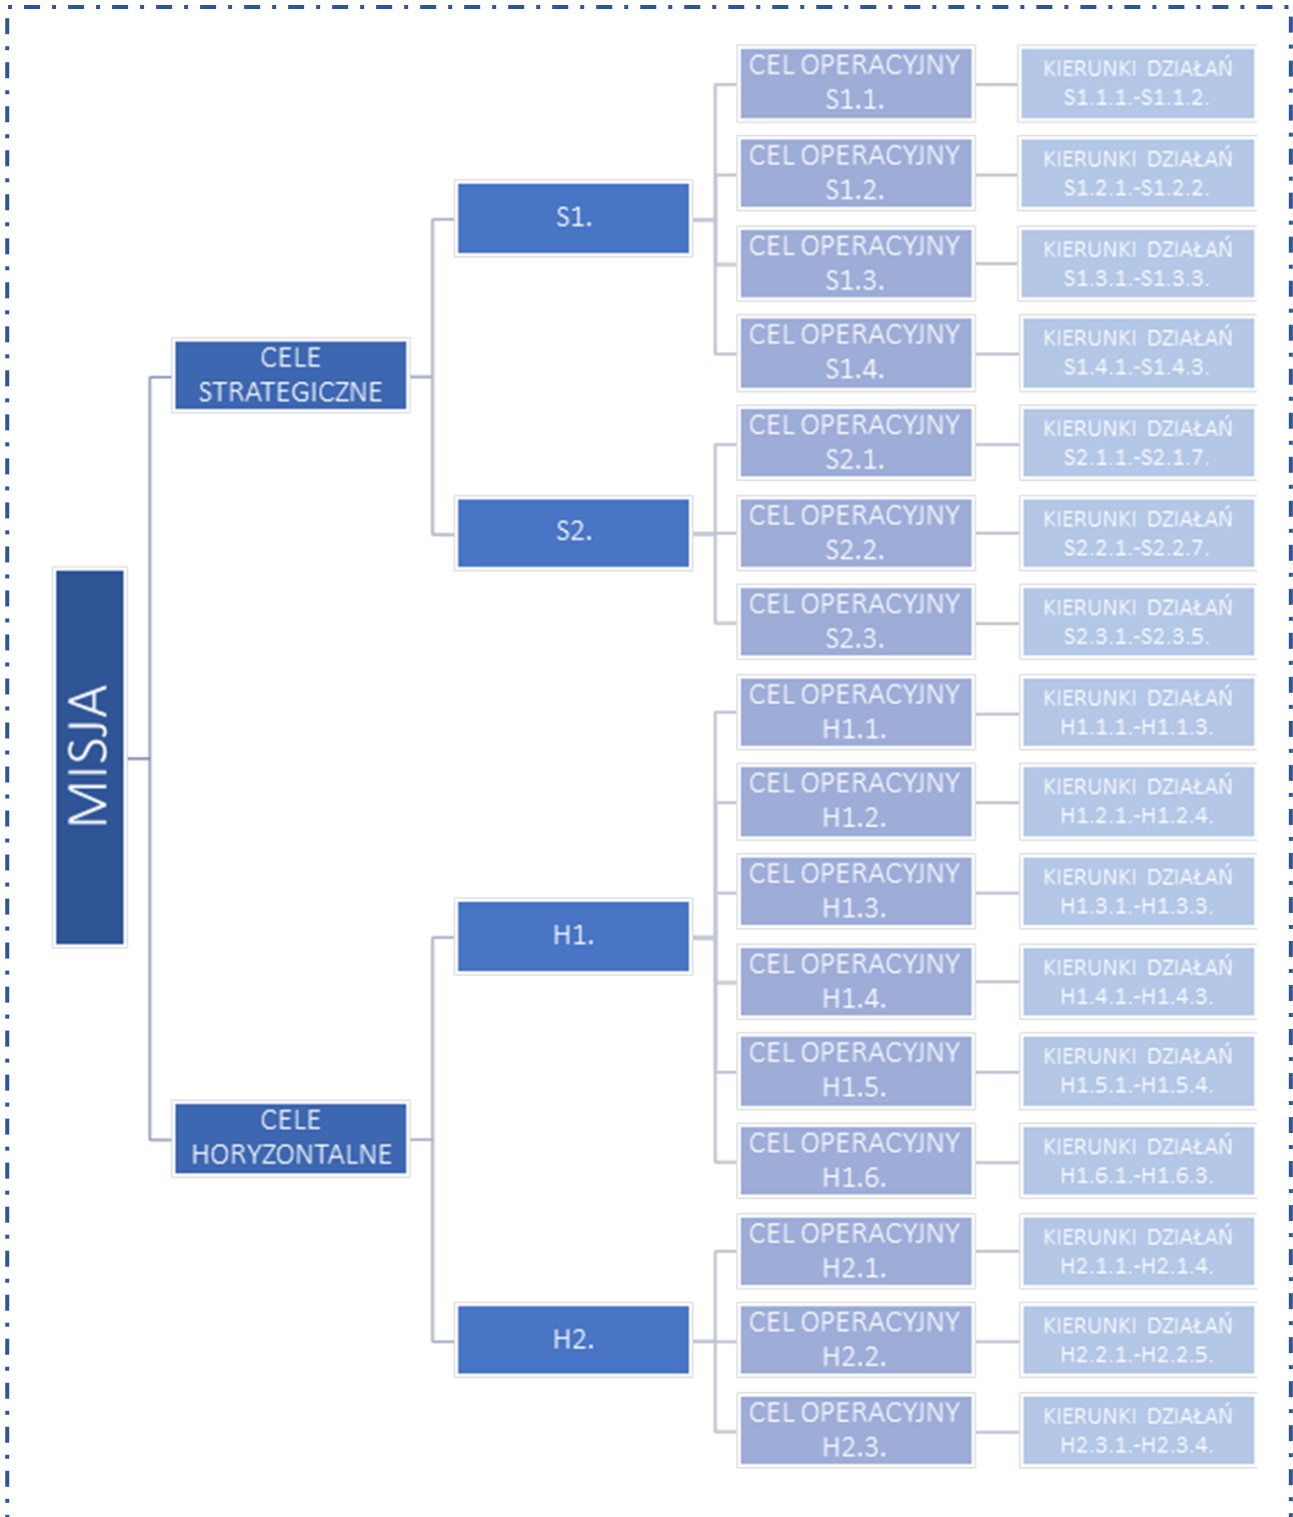 MISJA
CELE
STRATEGICZNE
S1.
CEL OPERACYJNY
S1.1.
KIERUNKI DZIAŁAŃ
S1.1.1.-S1.1.2.
CEL OPERACYJNY
S1.2.
KIERUNKI DZIAŁAŃ
S1.2.1.-S1.2.2.
CEL OPERACYJNY
S1.3.
KIERUNKI DZIAŁAŃ
S1.3.1.-S1.3.3.
CEL OPERACYJNY
S1.4.
KIERUNKI DZIAŁAŃ
S1.4.1.-S1.4.3.
S2.
CEL OPERACYJNY
S2.1.
KIERUNKI DZIAŁAŃ
S2.1.1.-S2.1.7.
CEL OPERACYJNY
S2.2.
KIERUNKI DZIAŁAŃ
S2.2.1.-S2.2.7.
CEL OPERACYJNY
S2.3.
KIERUNKI DZIAŁAŃ
S2.3.1.-S2.3.5.
CELE
HORYZONTALNE
H1.
CEL OPERACYJNY
H1.1.
KIERUNKI DZIAŁAŃ
H1.1.1.-H1.1.3.
CEL OPERACYJNY
H1.2.
KIERUNKI DZIAŁAŃ
H1.2.1.-H1.2.4.
CEL OPERACYJNY
H1.3.
KIERUNKI DZIAŁAŃ
H1.3.1.-H1.3.3.
CEL OPERACYJNY
H1.4.
KIERUNKI DZIAŁAŃ
H1.4.1.-H1.4.3.
CEL OPERACYJNY
H1.5.
KIERUNKI DZIAŁAŃ
H1.5.1.-H1.5.4.
CEL OPERACYJNY
H1.6.
KIERUNKI DZIAŁAŃ
H1.6.1.-H1.6.3.
H2.
CEL OPERACYJNY
H2.1.
KIERUNKI DZIAŁAŃ
H2.1.1.-H2.1.4.
CEL OPERACYJNY
H2.2.
KIERUNKI DZIAŁAŃ
H2.2.1.-H2.2.5.
CEL OPERACYJNY
H2.3.
KIERUNKI DZIAŁAŃ
H2.3.1.-H2.3.4.